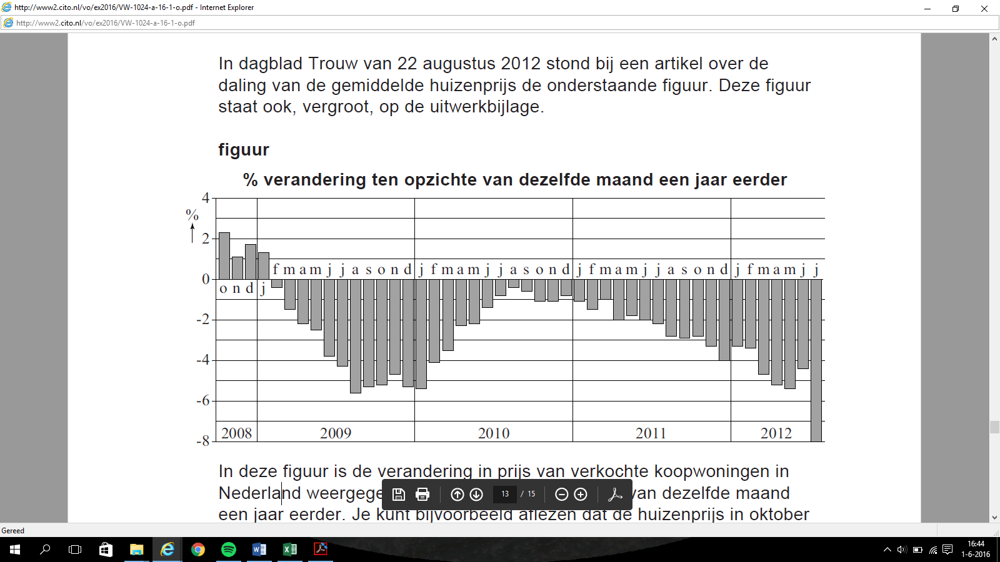 http://www2.cito.nl/vo/ex2016/VW-1024-a-16-1-o.pdf - Internet Explorer
http://www2.cito.nl/vo/ex2016/VW-1024-a-16-1-o.pdf
In dagblad Trouw van 22 augustus 2012 stond bij een artikel over de
daling van de gemiddelde huizenprijs de onderstaande figuur. Deze figuur
staat ook, vergroot, op de uitwerkbijlage.
figuur
% verandering ten opzichte van dezelfde maand een jaar eerder
4
%
2
f m a m j j a s o n d j f m a m j j a s o n d j f m a m j j a s o n d j f m a m j j
0
o n d j
-2
-4
-6
2008 2009 2010 2011 2012
-8
In deze figuur is de verandering in prijs van verkochte koopwoningen in
Nederland weergege van dezelfde maand
13 / 15
een jaar eerder. Je kunt bijvoorbeeld aflezen dat de huizenprijs in oktober
Gereed
16:44
1-6-2016